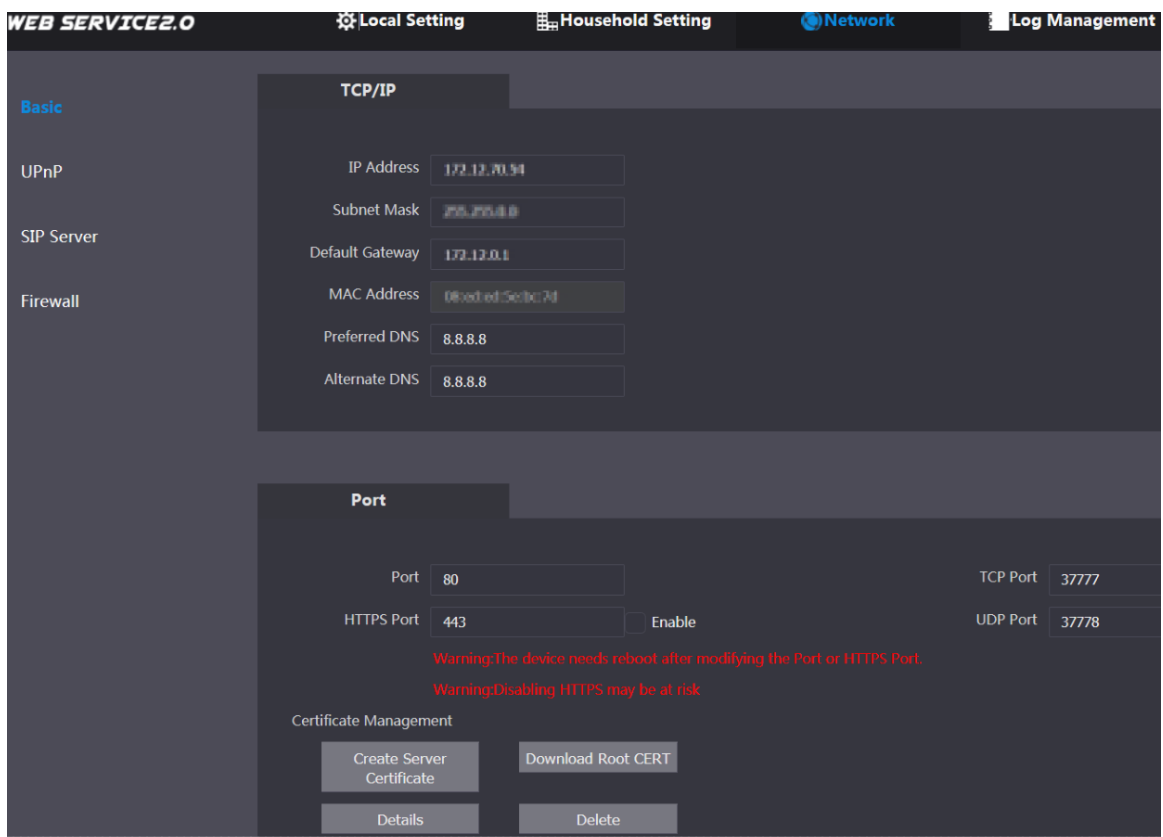 WEB SERVICE2.0
Local Setting
Household Setting
Network
Log Management
Basic
UPnP
SIP Server
Firewall
TCP/IP
IP Address
Subnet Mask
Default Gateway 172.12.0.1
MAC Address
Preferred DNS 8.8.8.8
Alternate DNS 8.8.8.8
Port
Port 80 TCP Port 37777
HTTPS Port 443 Enable UDP Port 37778
Warning:The device needs reboot after modifying the Port or HTTPS Port.
Warning:Disabling HTTPS may be at risk
Certificate Management
Create Server
Certificate
Download Root CERT
Details Delete